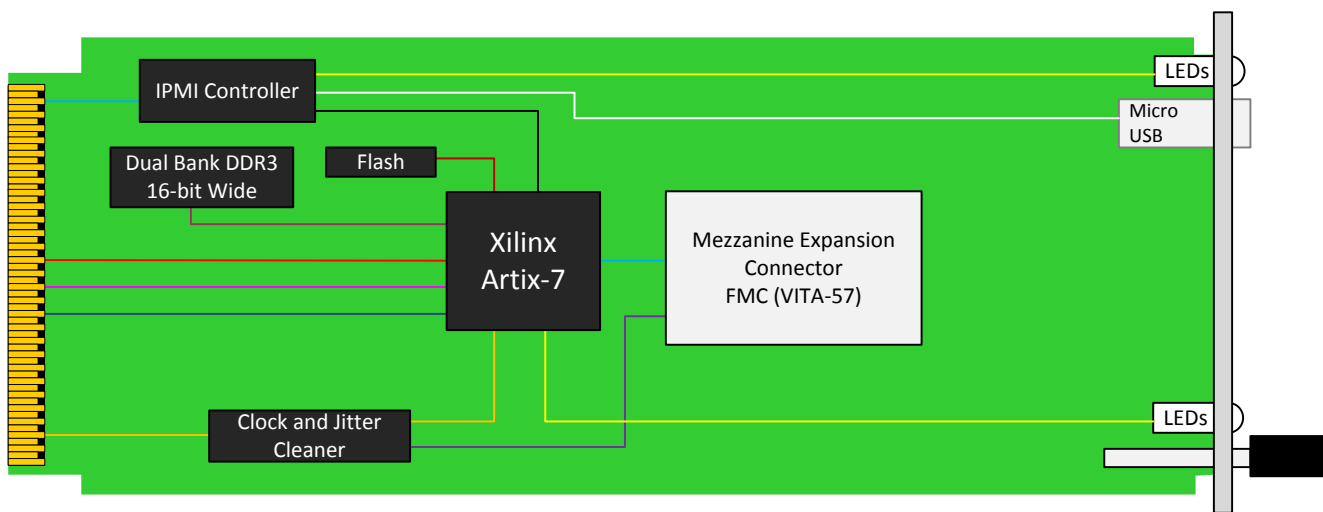 IPMI Controller
LEDs
Micro
USB
Dual Bank DDR3
16-bit Wide
Flash
Xilinx
Artix-7
Mezzanine Expansion
Connector
FMC (VITA-57)
Clock and Jitter
Cleaner
LEDs